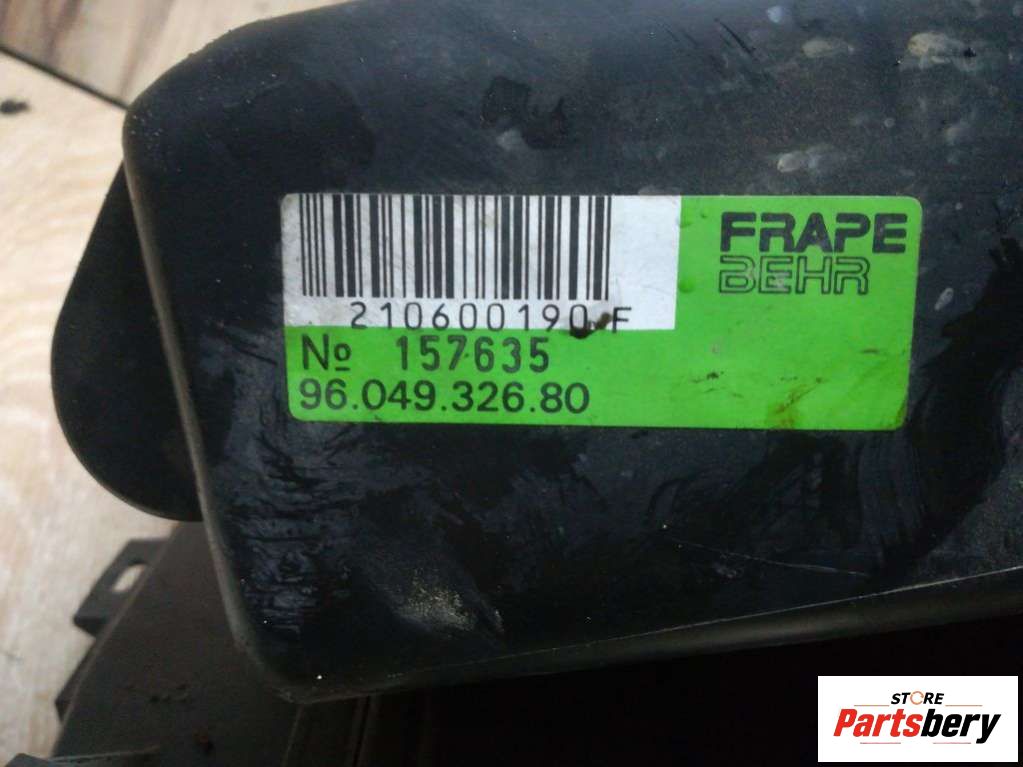 FRAPE
BEHR
210600190 F
No 157635
96.049.326.80
STORE
Partsbery